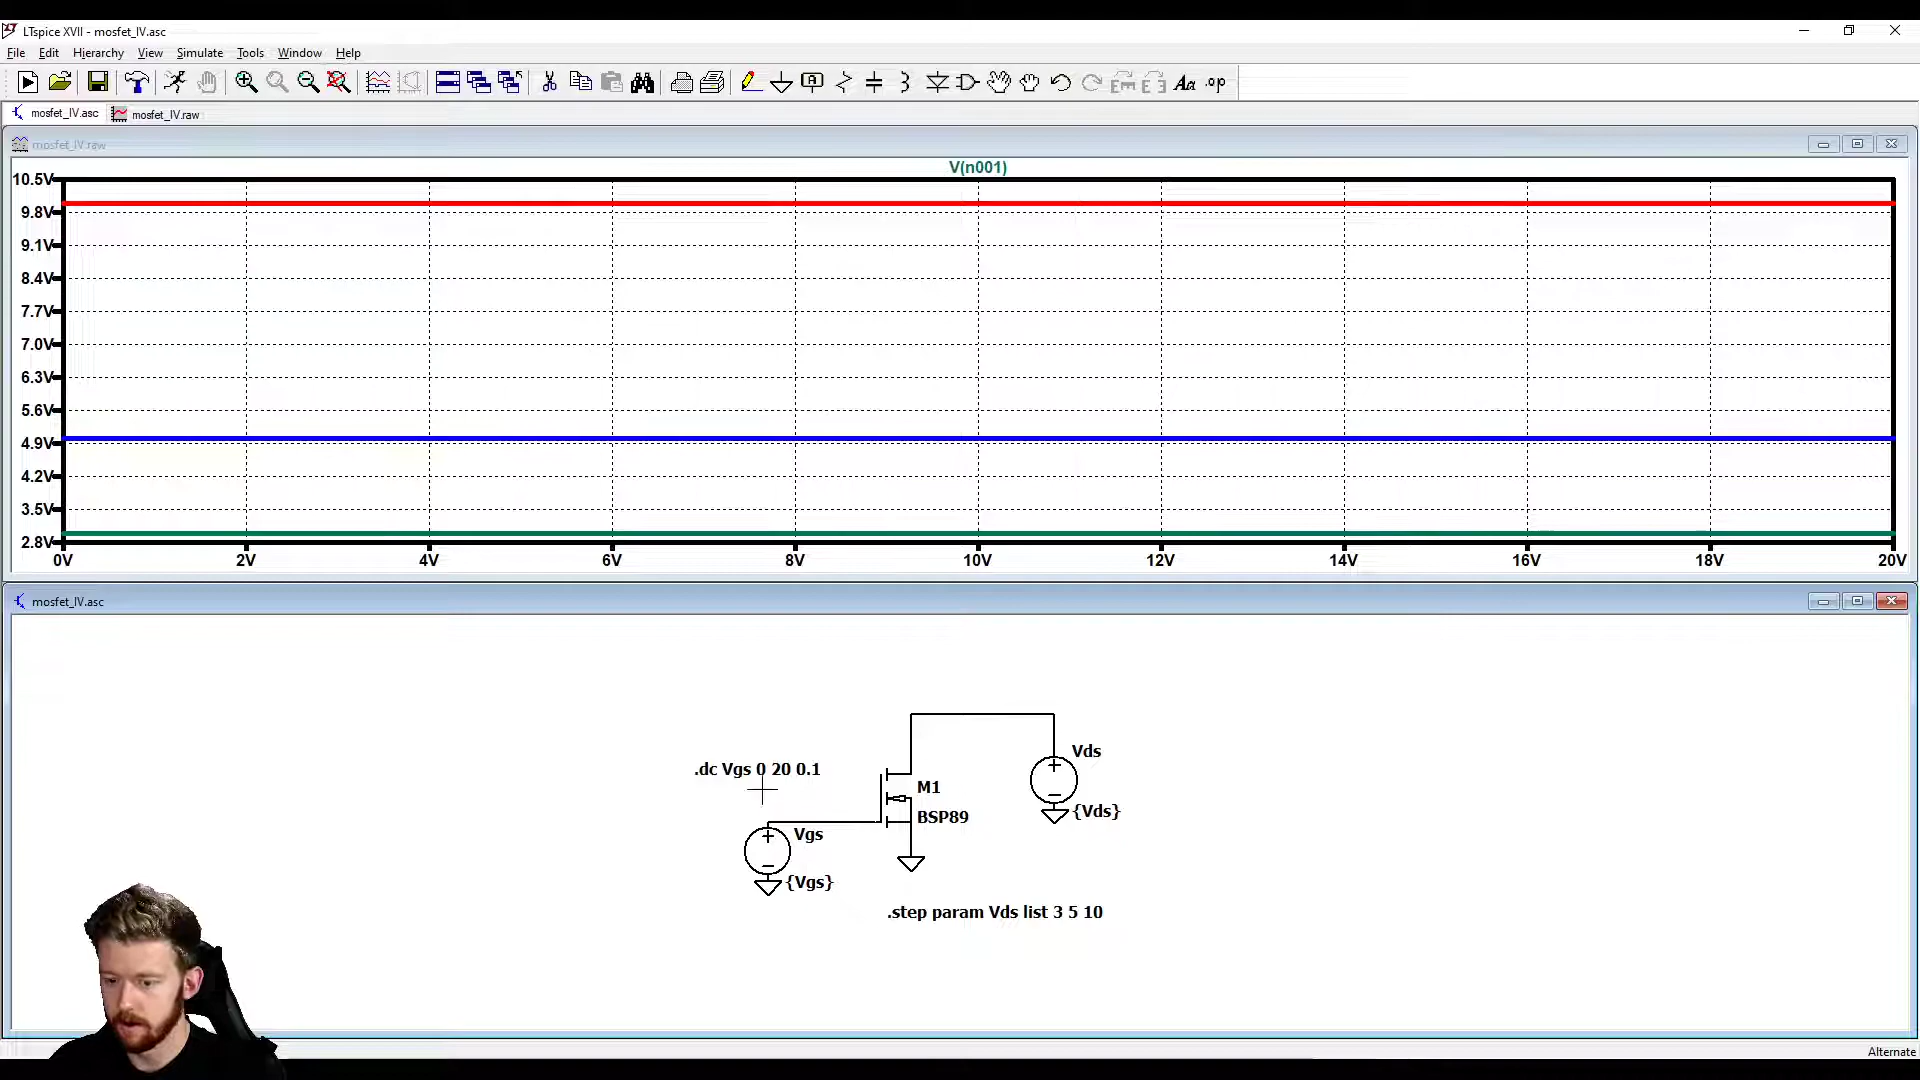 LTspice XVII - mosfet_IV.asc
File Edit Hierarchy View Simulate Tools Window Help
Aa .op
mosfet_IV.asc mosfet_IV.raw
mosfet_IV.raw
V(n001)
10.5V
9.8V
9.1V
8.4V
7.7V
7.0V
6.3V
5.6V
4.9V
4.2V
3.5V
2.8V
0V 2V 4V 6V 8V 10V 12V 14V 16V 18V 20V
mosfet_IV.asc
Vds
.dc Vgs 0 20 0.1
M1
{Vds}
BSP89
Vgs
{Vgs}
.step param Vds list 3 5 10
Alternate